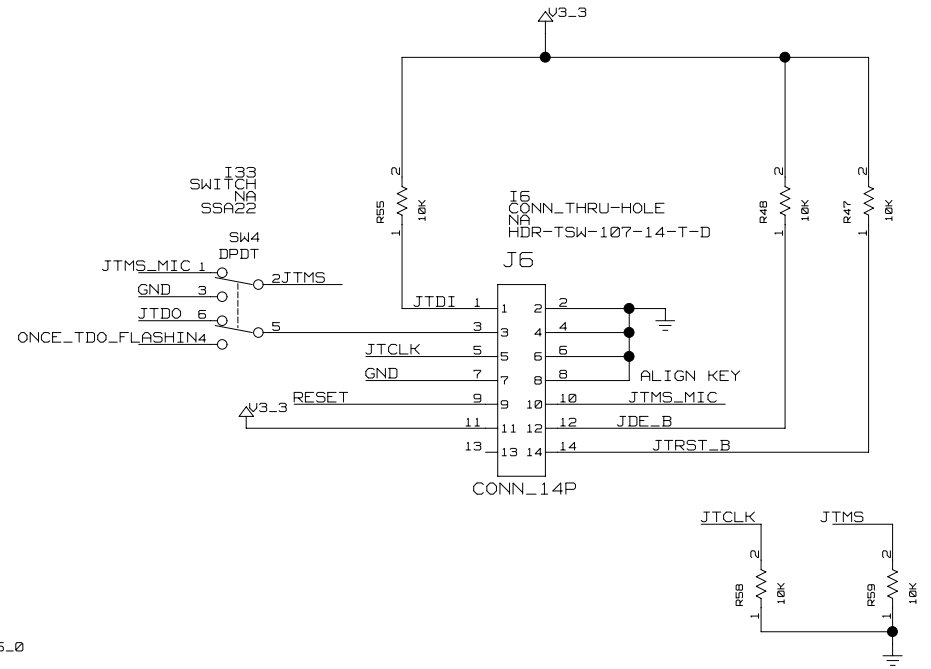 V3_3
2
R55
10K
1
2
R48
10K
1
2
R47
10K
1
I33
SWITCH
NA
SSA22
SW4
DPDT
JTMS_MIC 1
2 JTMS
GND 3
JTDO 6
5
ONCE_TDO_FLASHIN 4
I6
CONN_THRU-HOLE
NA
HDR-TSW-107-14-T-D
J6
JTDI 1 1 2 2
3 3 4 4
JTCLK 5 5 6 6
GND 7 7 8 8 ALIGN KEY
RESET 9 9 10 10 JTMS_MIC
V3_3
11 11 12 12 JDE_B
13 13 14 14 JTRST_B
CONN_14P
JTCLK
2
R58
10K
1
JTMS
2
R59
10K
1